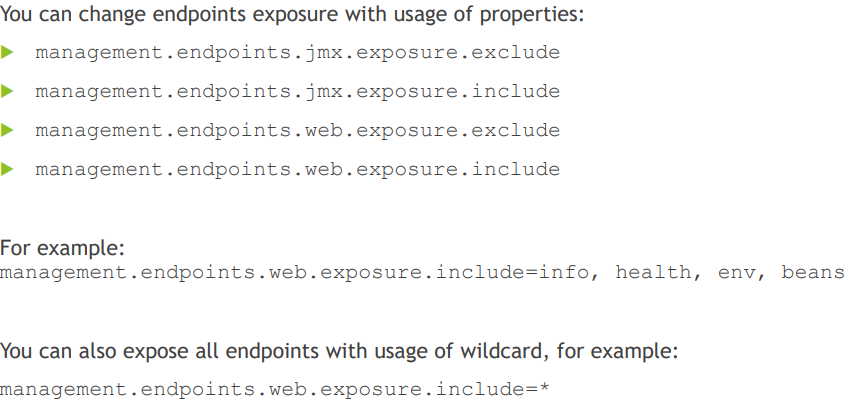 You can change endpoints exposure with usage of properties:
management.endpoints.jmx.exposure.exclude
management.endpoints.jmx.exposure.include
management.endpoints.web.exposure.exclude
management.endpoints.web.exposure.include
For example:
management.endpoints.web.exposure.include=info, health, env, beans
You can also expose all endpoints with usage of wildcard, for example:
management.endpoints.web.exposure.include=*